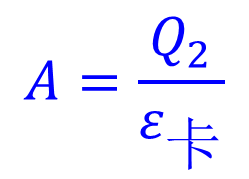 A = Q₂ / ε卡